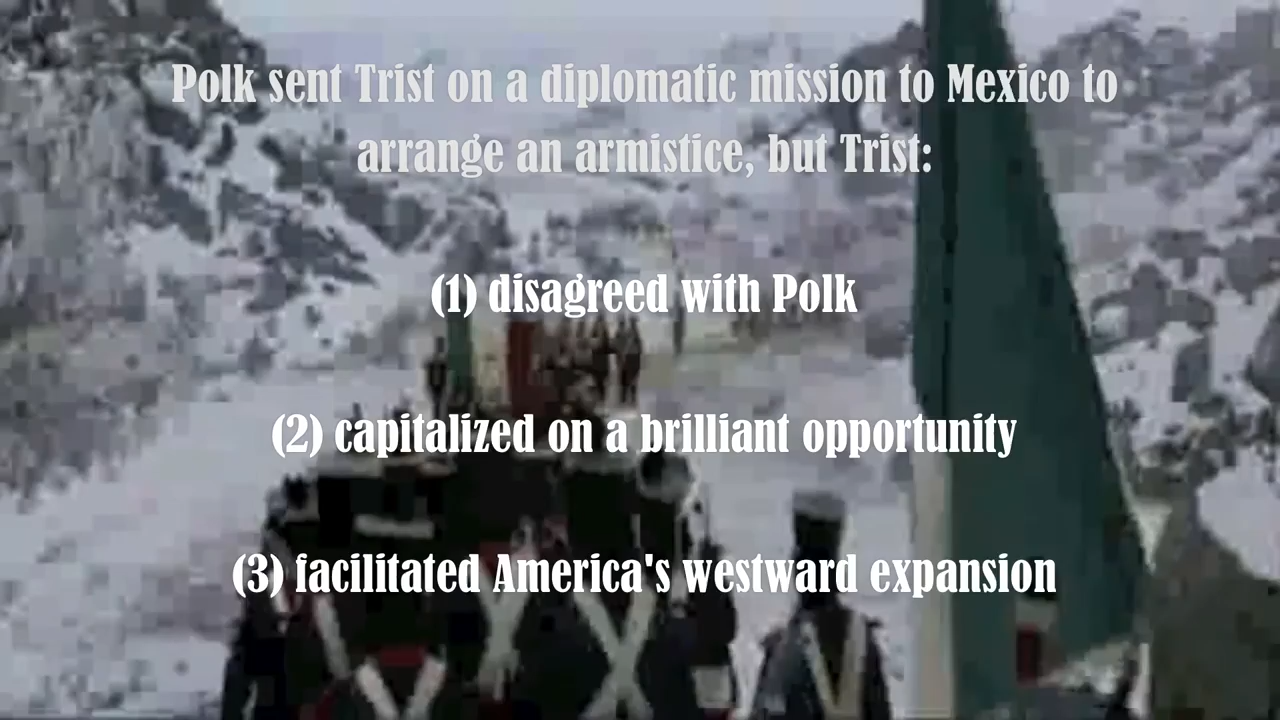 Polk sent Trist on a diplomatic mission to Mexico to
arrange an armistice, but Trist:
(1) disagreed with Polk
(2) capitalized on a brilliant opportunity
(3) facilitated America's westward expansion